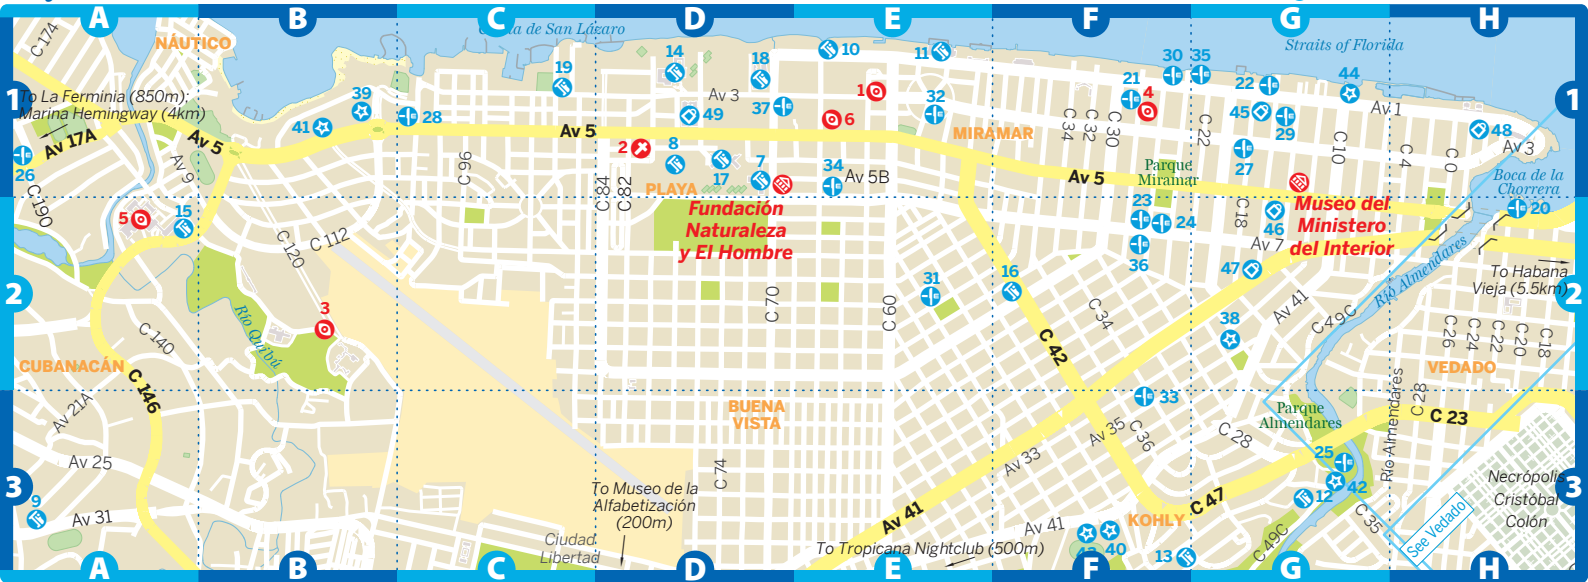 A
B
C
D
E
F
G
H
C 174
NÁUTICO
de San Lázaro
Straits of Florida
14
18
10
11
30
35
19
22
44
39
21
1
4
1
1
To La Ferminia (850m);
Marina Hemingway (4km)
41
28
Av 3
37
49
6
32
MIRAMAR
C 34
C 32
C 30
C 22
45
29
C 10
Av 1
C 4
C 0
48
Av 3
Av 17A
Av 5
Av 5
26
Av 9
C 96
2
8
17
7
34
Av 5B
PLAYA
C 84
C 82
Av 5
Parque
Miramar
27
Boca de la
Chorrera
C 190
5
15
C 120
C 112
Fundación
Naturaleza
y El Hombre
23
24
36
C 18
46
Av 7
Museo del
Ministero
del Interior
20
2
3
Río Quibú
C 70
C 60
31
16
C 34
47
Av 41
C 49C
Río Almendares
To Habana
Vieja (5.5km)
2
38
C 140
CUBANACÁN
C 42
C 26
C 24
C 22
C 20
C 18
VEDADO
C 146
Av 21A
BUENA
VISTA
33
Parque
Almendares
Río Almendares
C 28
C 23
Av 25
Av 35
C 36
C 28
Av 33
C 74
25
3
9
Av 31
To Museo de la
Alfabetización
(200m)
Av 41
C 47
12
42
Necrópolis
Cristóbal
Colón
3
Ciudad
Libertad
Av 41
KOHLY
C 35
See Vedado
To Tropicana Nightclub (500m)
40
13
C 49C
A
B
C
D
E
F
G
H